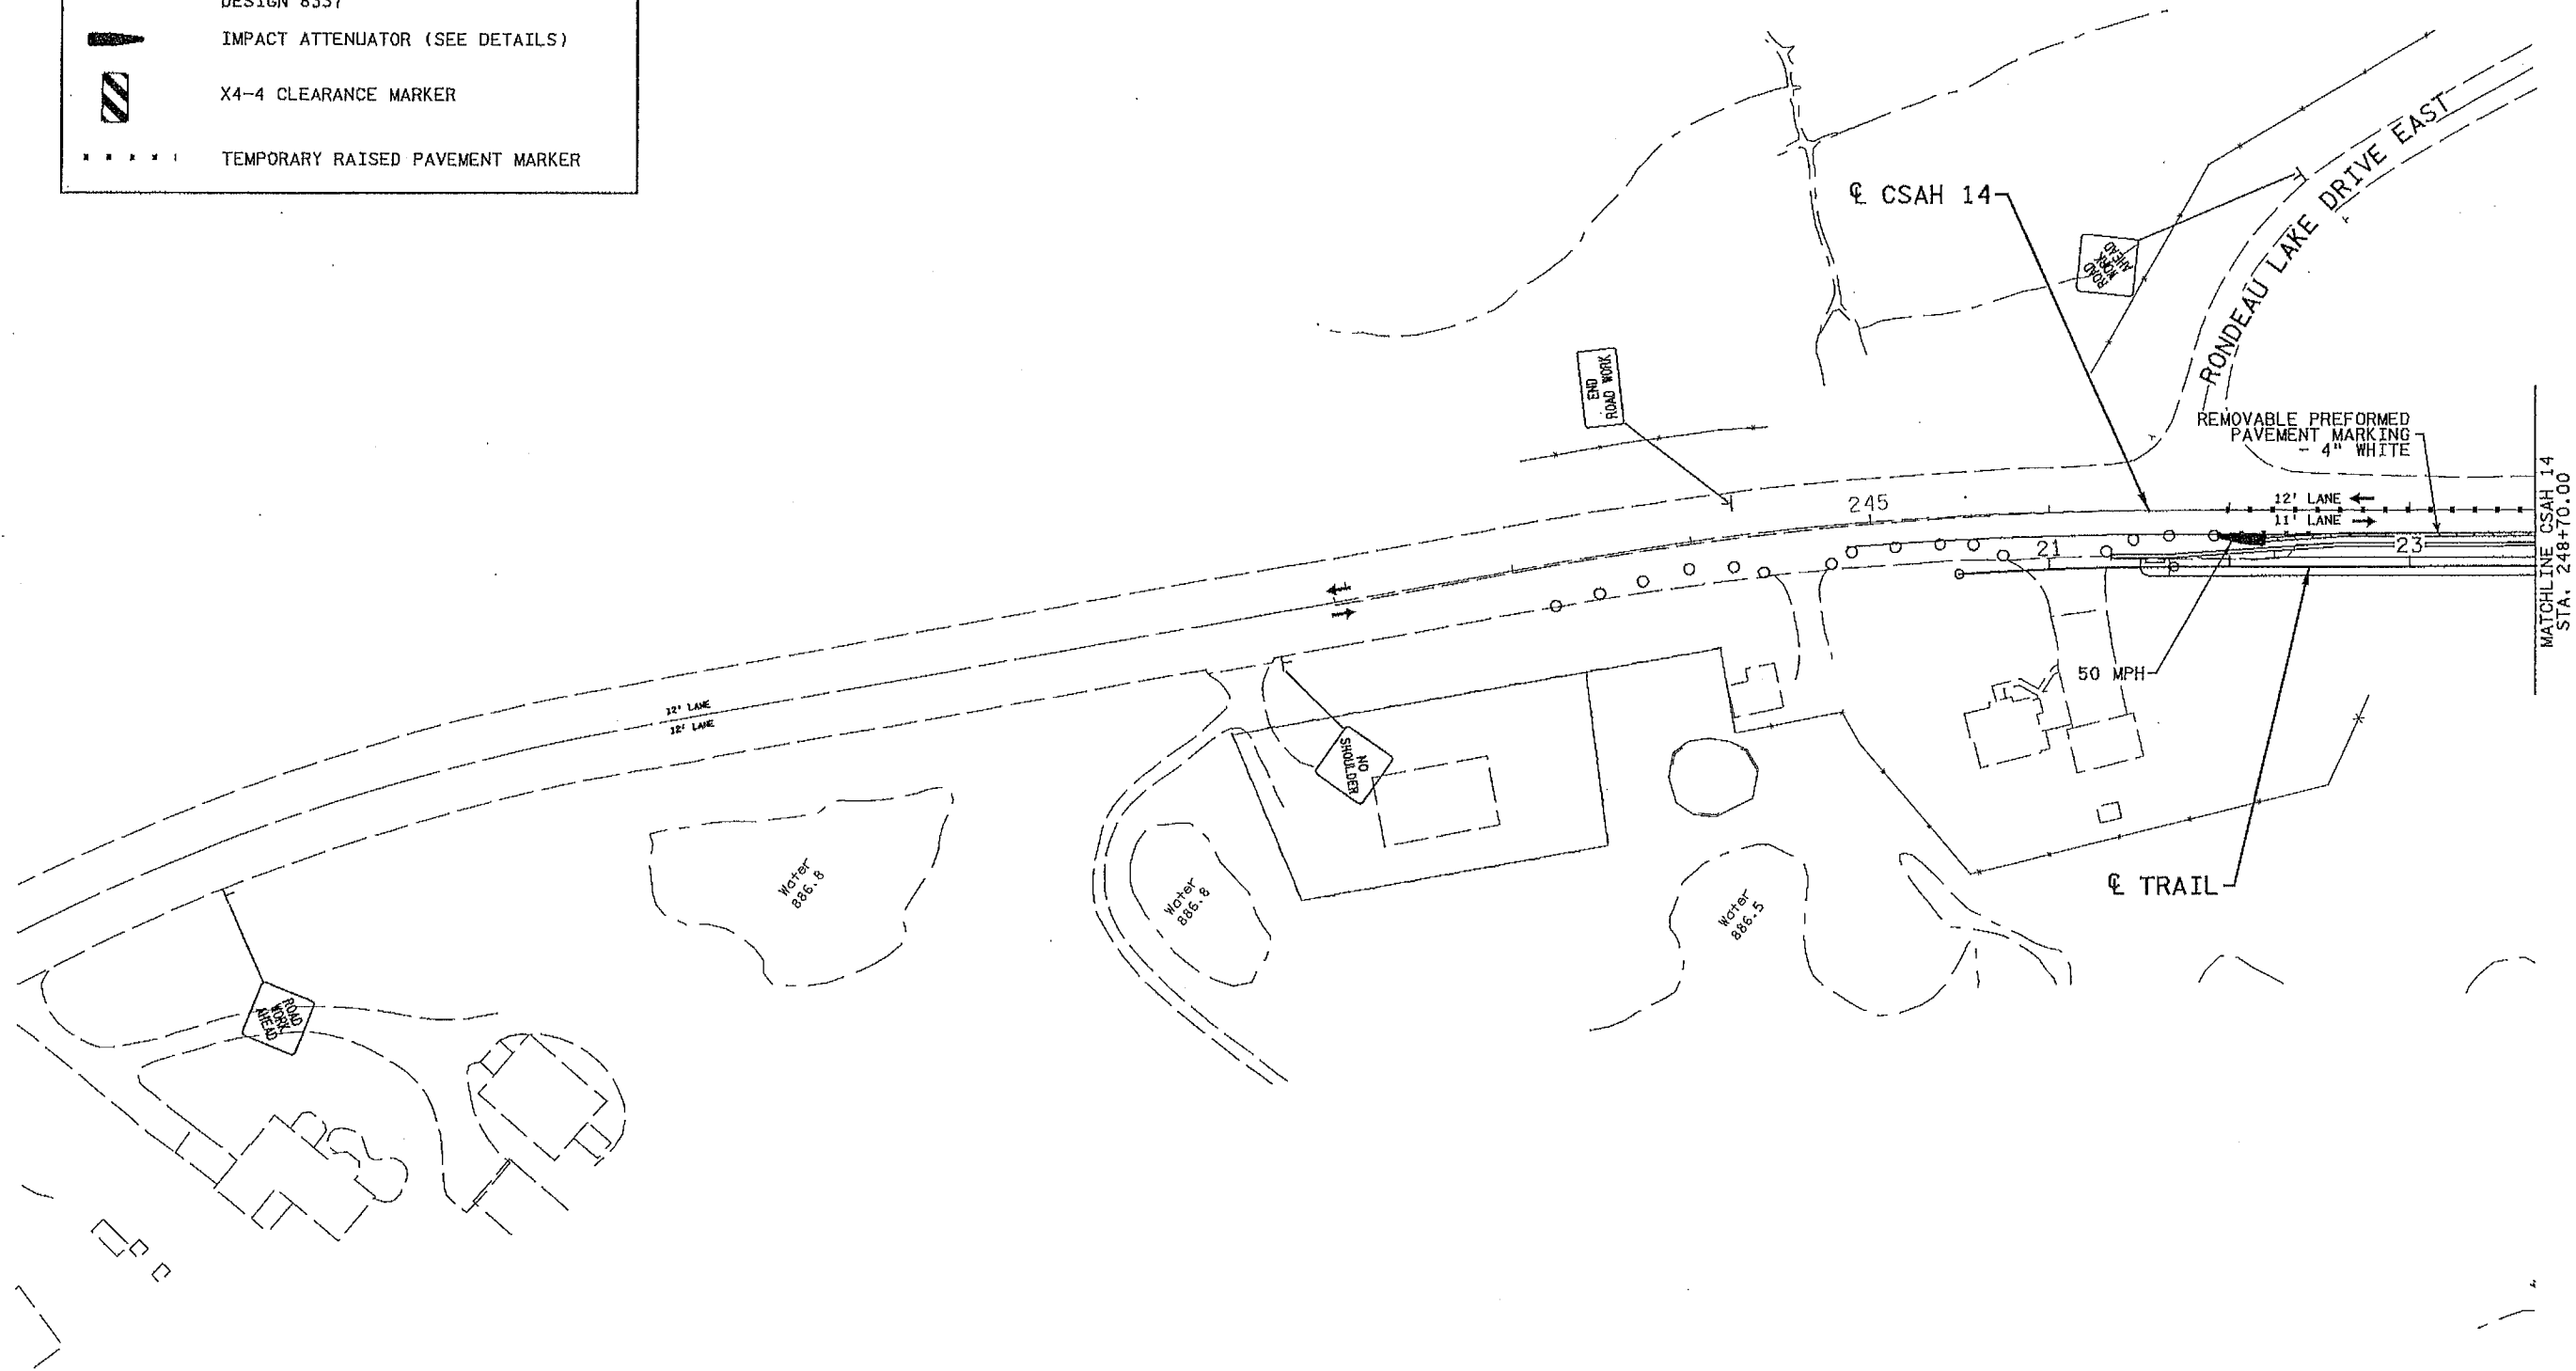 DESIGN 8337
IMPACT ATTENUATOR (SEE DETAILS)
X4-4 CLEARANCE MARKER
TEMPORARY RAISED PAVEMENT MARKER
℄ CSAH 14
RONDEAU LAKE DRIVE EAST
ROAD
WORK
AHEAD
END
ROAD WORK
REMOVABLE PREFORMED
PAVEMENT MARKING
- 4" WHITE
245
12' LANE
11' LANE
21
23
MATCHLINE CSAH 14
STA. 248+70.00
50 MPH
12' LANE
12' LANE
NO
SHOULDER
Water
886.8
Water
886.8
Water
886.5
℄ TRAIL
ROAD
WORK
AHEAD